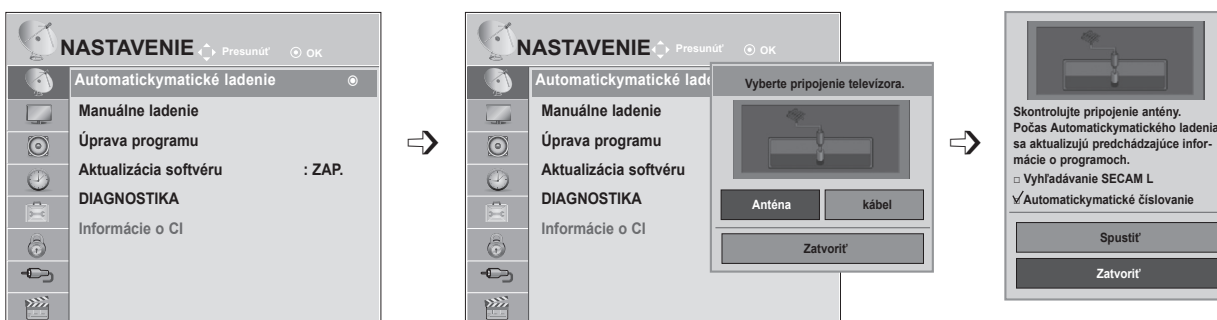 NASTAVENIE Presunúť OK
Automatickymatické ladenie
Manuálne ladenie
Úprava programu
Aktualizácia softvéru : ZAP.
DIAGNOSTIKA
Informácie o CI
NASTAVENIE Presunúť OK
Automatickymatické lade
Manuálne ladenie
Úprava programu
Aktualizácia softvéru
DIAGNOSTIKA
Informácie o CI
Vyberte pripojenie televízora.
Anténa kábel
Zatvoriť
Skontrolujte pripojenie antény.
Počas Automatickymatického ladenia
sa aktualizujú predchádzajúce infor-
mácie o programoch.
Vyhľadávanie SECAM L
Automatickymatické číslovanie
Spustiť
Zatvoriť